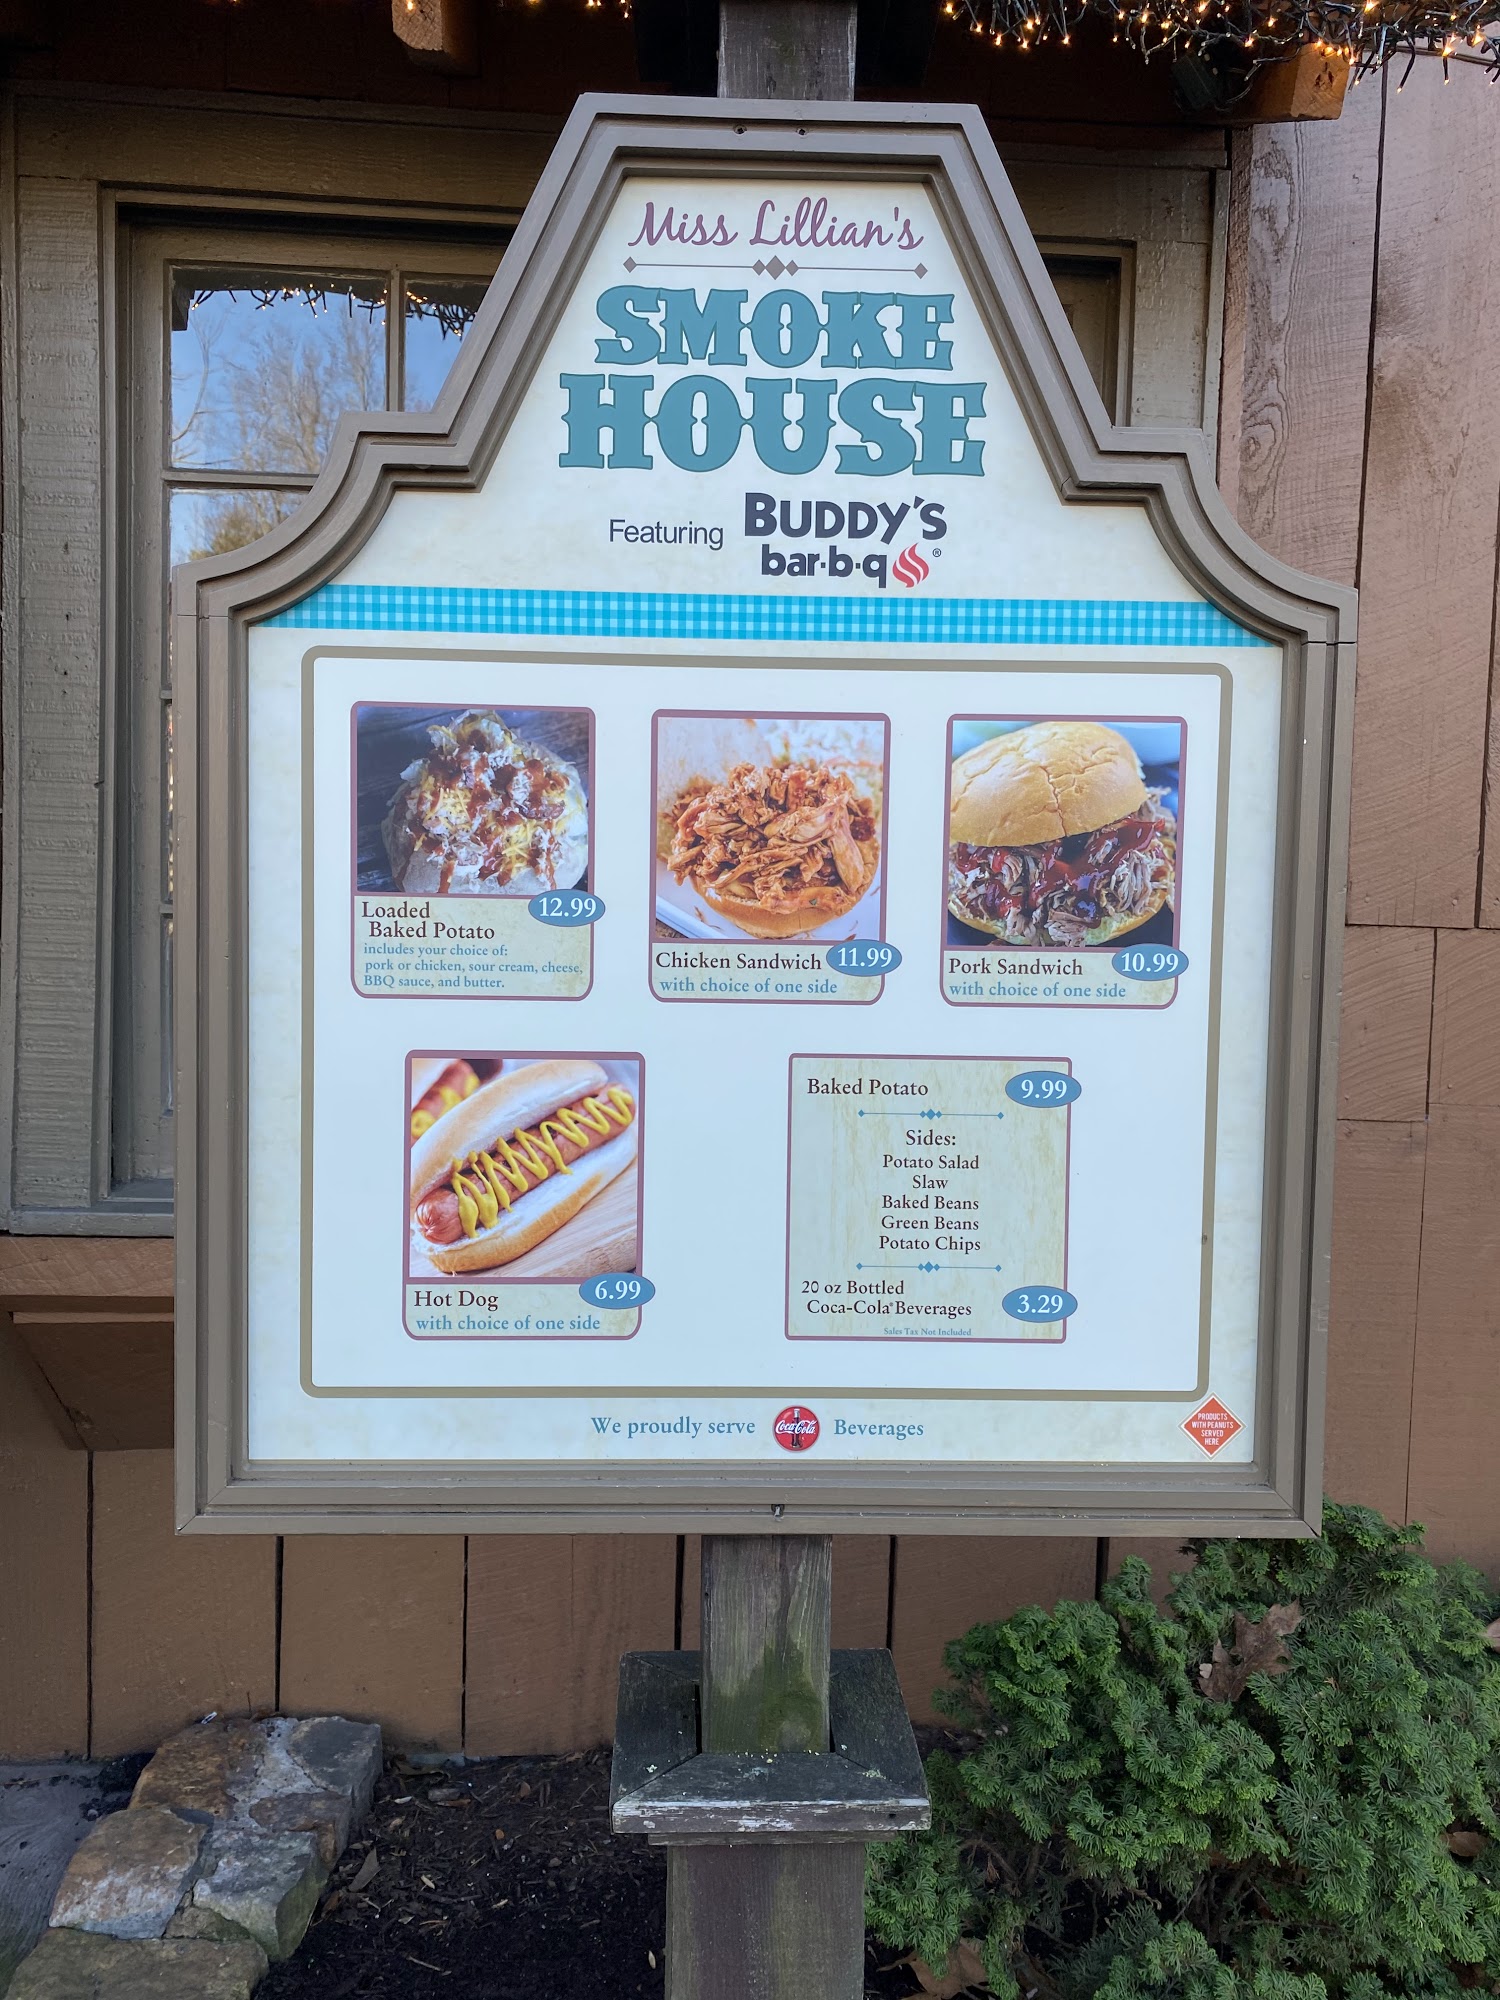 Miss Lillian's
SMOKE
HOUSE
Featuring BUDDY'S
bar·b·q ®
Loaded
Baked Potato
12.99
includes your choice of:
pork or chicken, sour cream, cheese,
BBQ sauce, and butter.
Chicken Sandwich 11.99
with choice of one side
Pork Sandwich 10.99
with choice of one side
Hot Dog 6.99
with choice of one side
Baked Potato 9.99
Sides:
Potato Salad
Slaw
Baked Beans
Green Beans
Potato Chips
20 oz Bottled
Coca-Cola® Beverages 3.29
Sales Tax Not Included
We proudly serve Coca-Cola Beverages
PRODUCTS
WITH PEANUTS
SERVED
HERE